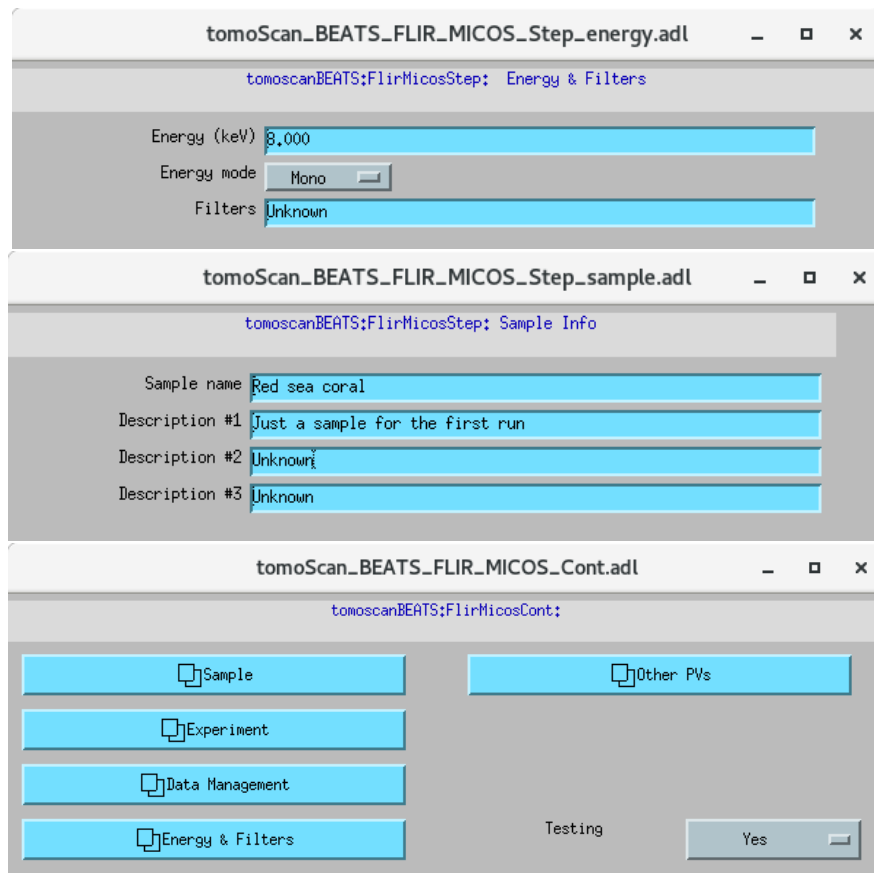 tomoScan_BEATS_FLIR_MICOS_Step_energy.adl
tomoscanBEATS:FlirMicosStep: Energy & Filters
Energy (keV) 8.000
Energy mode Mono
Filters Unknown
tomoScan_BEATS_FLIR_MICOS_Step_sample.adl
tomoscanBEATS:FlirMicosStep: Sample Info
Sample name Red sea coral
Description #1 Just a sample for the first run
Description #2 Unknown
Description #3 Unknown
tomoScan_BEATS_FLIR_MICOS_Cont.adl
tomoscanBEATS:FlirMicosCont:
Sample Other PVs
Experiment
Data Management
Energy & Filters Testing Yes